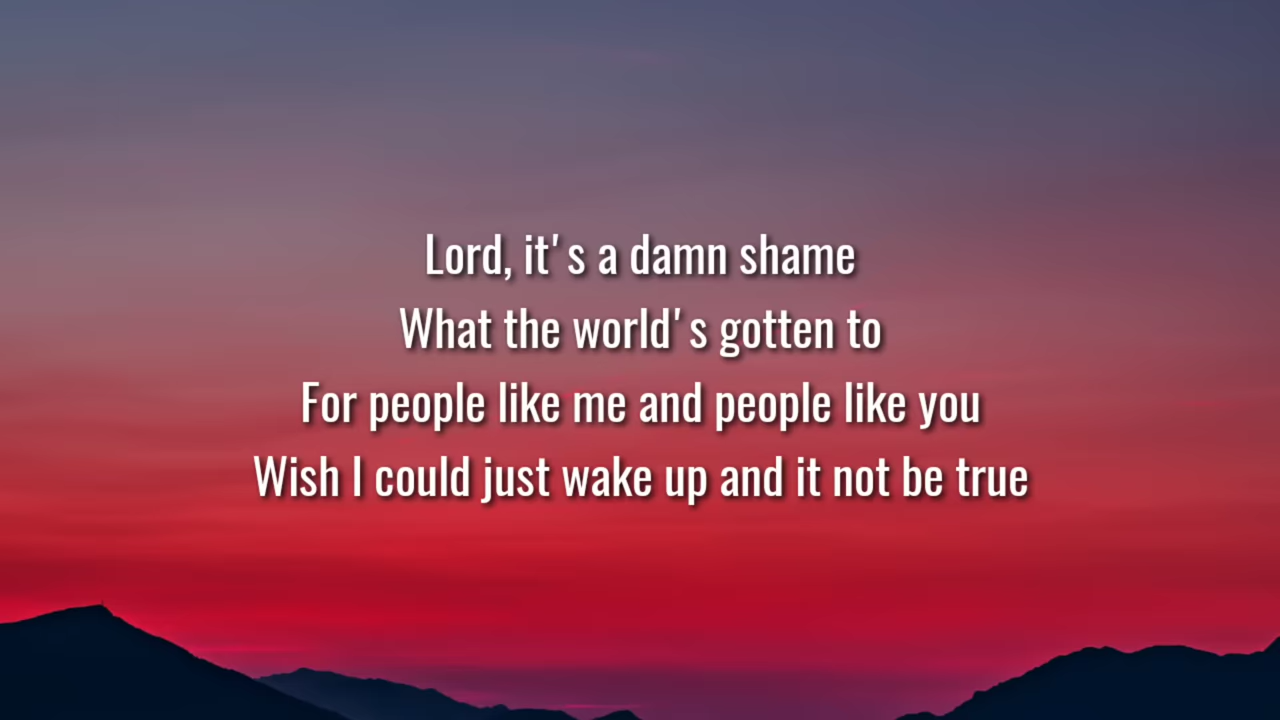 Lord, it's a damn shame
What the world's gotten to
For people like me and people like you
Wish I could just wake up and it not be true